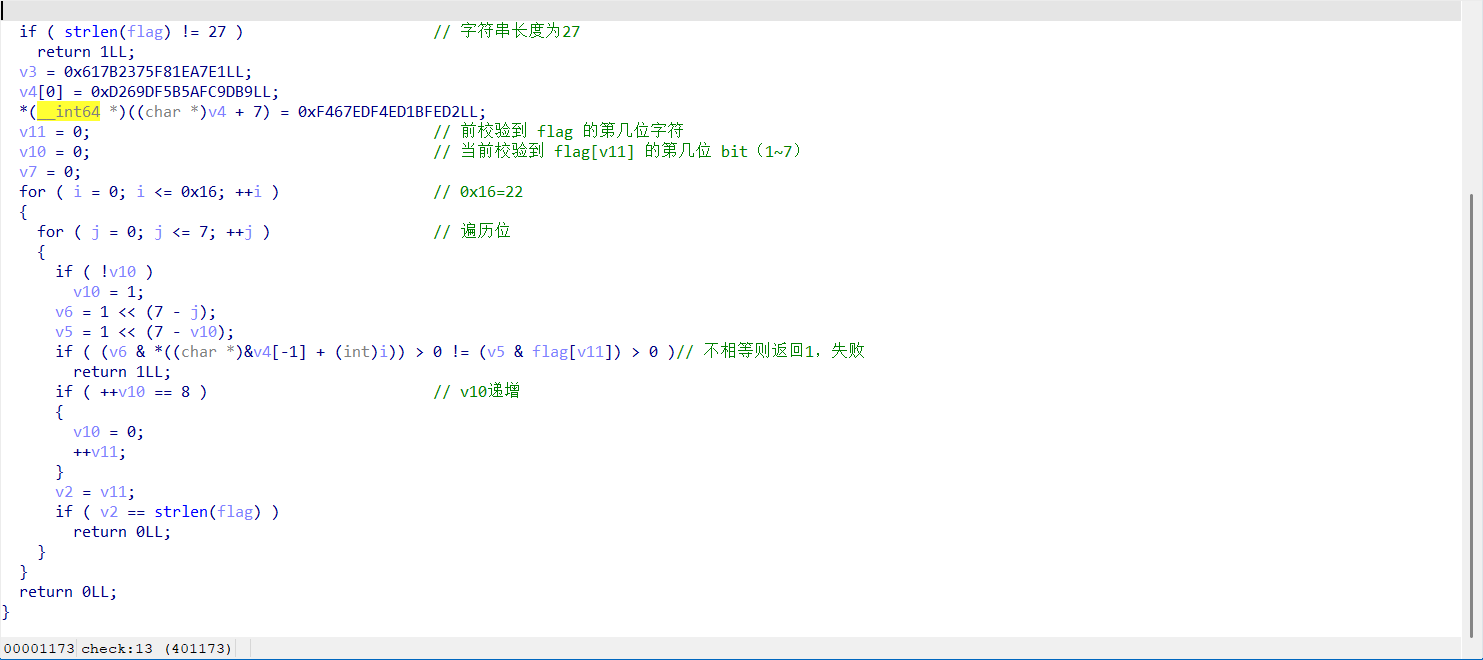 if ( strlen(flag) != 27 ) // 字符串长度为27
return 1LL;
v3 = 0x617B2375F81EA7E1LL;
v4[0] = 0xD269DF5B5AFC9DB9LL;
*(__int64 *)((char *)v4 + 7) = 0xF467EDF4ED1BFED2LL;
v11 = 0; // 前校验到 flag 的第几位字符
v10 = 0; // 当前校验到 flag[v11] 的第几位 bit（1~7）
v7 = 0;
for ( i = 0; i <= 0x16; ++i ) // 0x16=22
{
for ( j = 0; j <= 7; ++j ) // 遍历位
{
if ( !v10 )
v10 = 1;
v6 = 1 << (7 - j);
v5 = 1 << (7 - v10);
if ( (v6 & *((char *)&v4[-1] + (int)i)) > 0 != (v5 & flag[v11]) > 0 )// 不相等则返回1，失败
return 1LL;
if ( ++v10 == 8 ) // v10递增
{
v10 = 0;
++v11;
}
v2 = v11;
if ( v2 == strlen(flag) )
return 0LL;
}
}
return 0LL;
}
00001173 check:13 (401173)